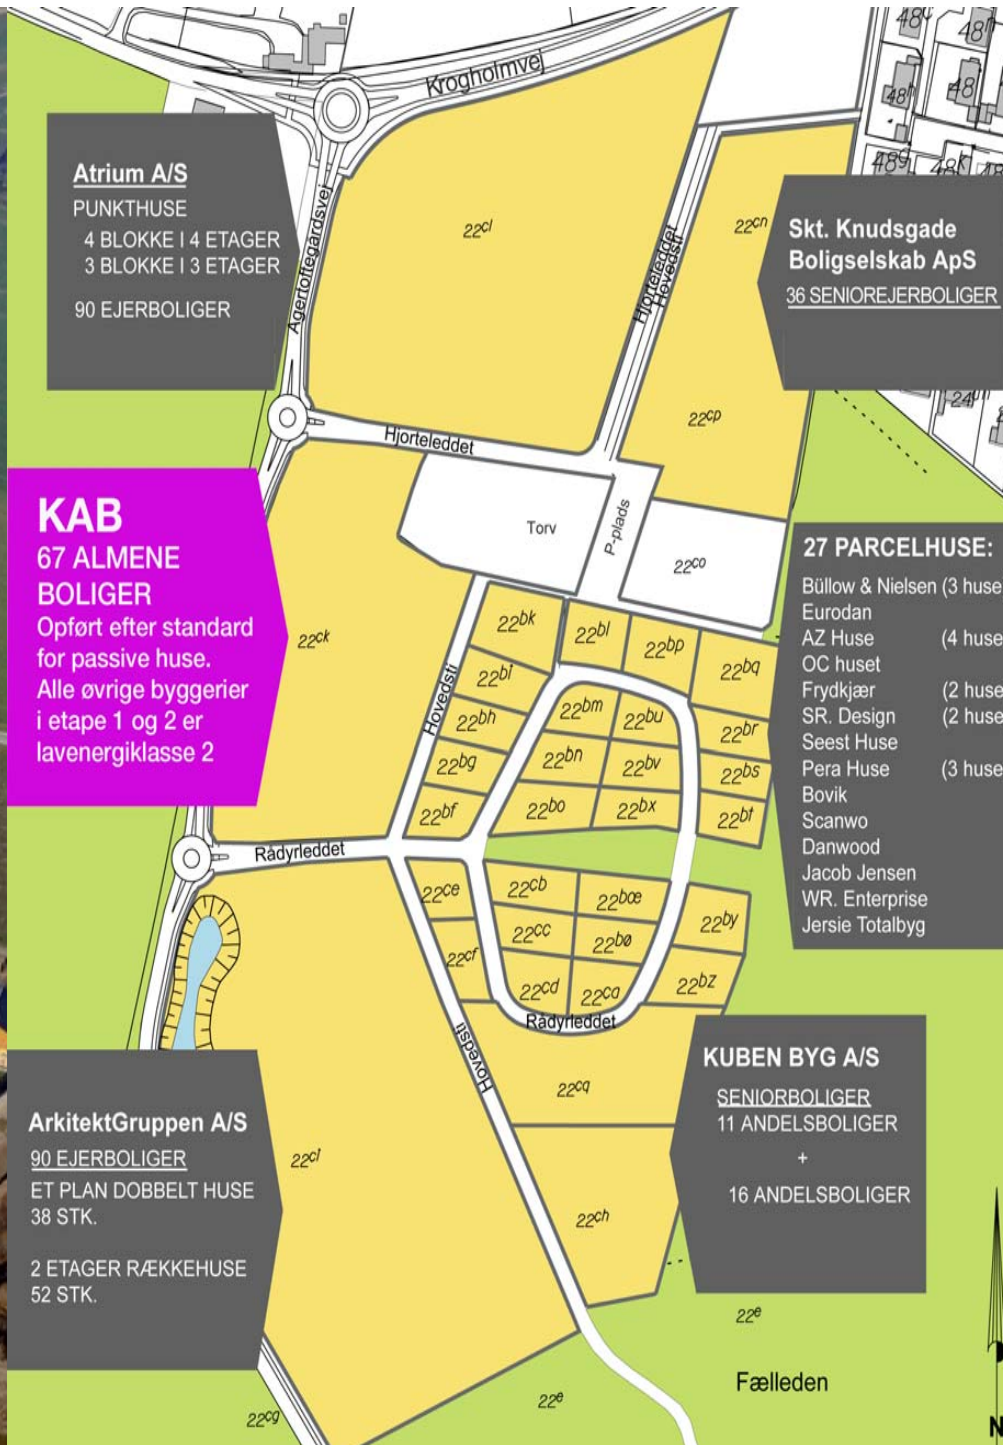 Krogholmvej
48h
48
48h
48g
48k
Atrium A/S
PUNKTHUSE
4 BLOKKE I 4 ETAGER
3 BLOKKE I 3 ETAGER
90 EJERBOLIGER
Agertoftegårdsvej
22cl
Hjorteleddet
Hovedsti
22cn
Skt. Knudsgade
Boligselskab ApS
36 SENIOREJERBOLIGER
22cp
Hjorteleddet
KAB
67 ALMENE
BOLIGER
Opført efter standard
for passive huse.
Alle øvrige byggerier
i etape 1 og 2 er
lavenergiklasse 2
22ck
Torv
P-plads
22co
27 PARCELHUSE:
Büllow & Nielsen (3 huse
Eurodan
AZ Huse (4 huse
OC huset
Frydkjær (2 huse
SR. Design (2 huse
Seest Huse
Pera Huse (3 huse
Bovik
Scanwo
Danwood
Jacob Jensen
WR. Enterprise
Jersie Totalbyg
22bk
22bl
22bp
22bq
22bi
22bm
22bu
22bh
22br
22bg
22bn
22bv
22bs
22bf
22bo
22bx
22bt
Hovedsti
Rådyrleddet
22ce
22cb
22bæ
22by
22cc
22bø
22cf
22cd
22ca
22bz
Rådyrleddet
Hovedsti
22cq
KUBEN BYG A/S
SENIORBOLIGER
11 ANDELSBOLIGER
+
16 ANDELSBOLIGER
ArkitektGruppen A/S
90 EJERBOLIGER
ET PLAN DOBBELT HUSE
38 STK.
2 ETAGER RÆKKEHUSE
52 STK.
22cl
22ch
22e
Fælleden
22e
22cg
N